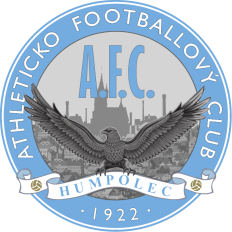 ATHLETICKO FOOTBALLOVÝ CLUB
A.F.C.
HUMPOLEC
· 1922 ·